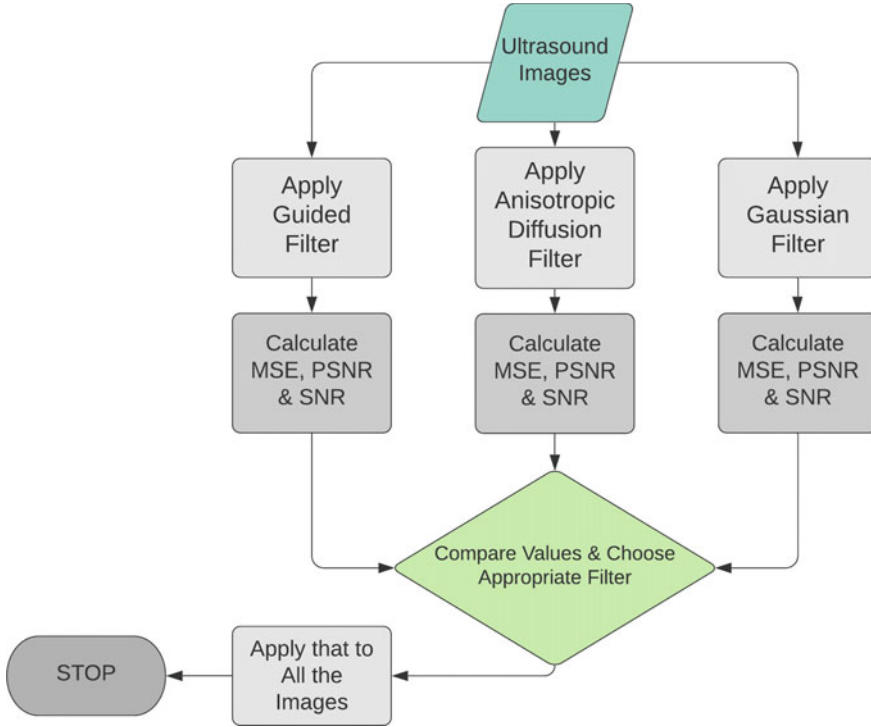 Ultrasound
Images
Apply
Guided
Filter
Apply
Anisotropic
Diffusion
Filter
Apply
Gaussian
Filter
Calculate
MSE, PSNR
& SNR
Calculate
MSE, PSNR
& SNR
Calculate
MSE, PSNR
& SNR
Compare Values & Choose
Appropriate Filter
Apply that to
All the
Images
STOP